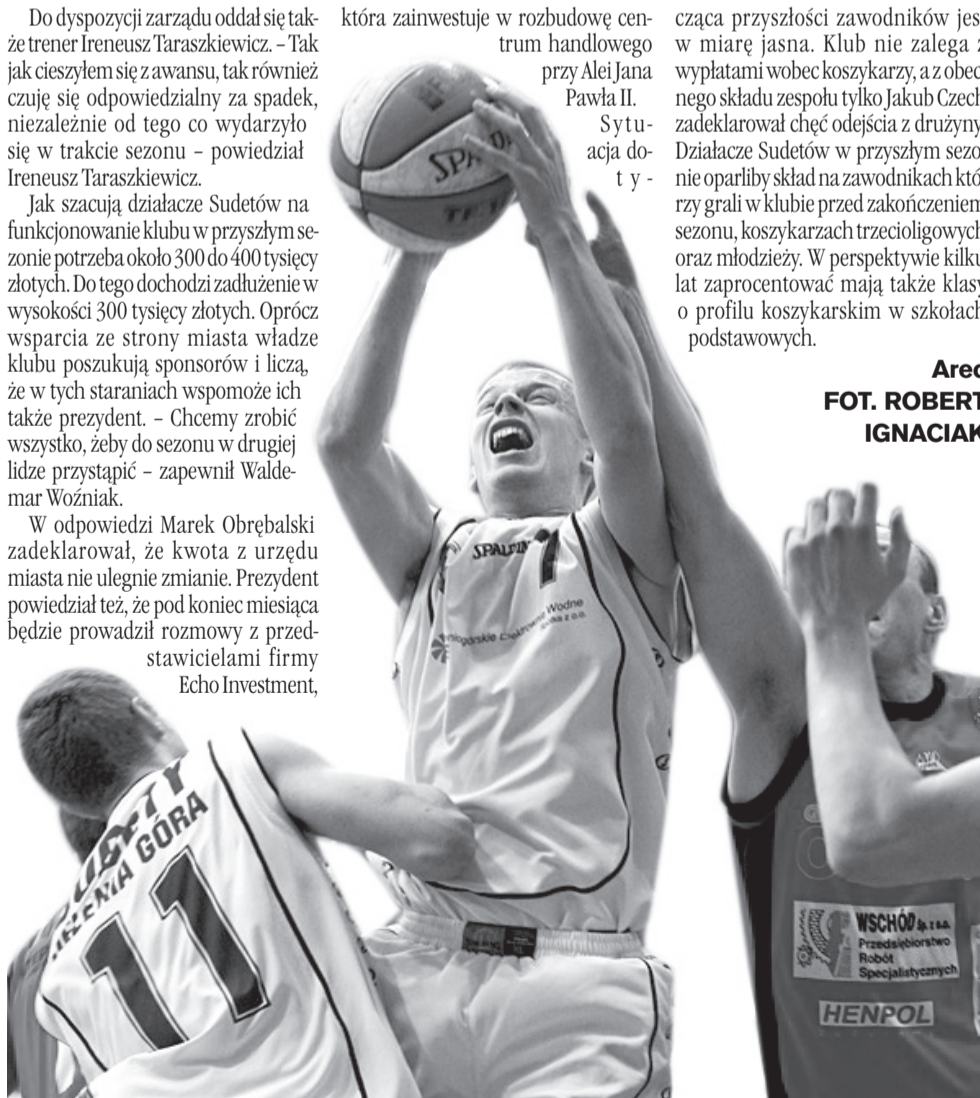 Do dyspozycji zarządu oddał się tak-
że trener Ireneusz Taraszkiewicz. – Tak
jak cieszyłem się z awansu, tak również
czuję się odpowiedzialny za spadek,
niezależnie od tego co wydarzyło
się w trakcie sezonu – powiedział
Ireneusz Taraszkiewicz.
Jak szacują działacze Sudetów na
funkcjonowanie klubu w przyszłym se-
zonie potrzeba około 300 do 400 tysięcy
złotych. Do tego dochodzi zadłużenie w
wysokości 300 tysięcy złotych. Oprócz
wsparcia ze strony miasta władze
klubu poszukują sponsorów i liczą,
że w tych staraniach wspomoże ich
także prezydent. – Chcemy zrobić
wszystko, żeby do sezonu w drugiej
lidze przystąpić – zapewnił Walde-
mar Woźniak.
W odpowiedzi Marek Obrębalski
zadeklarował, że kwota z urzędu
miasta nie ulegnie zmianie. Prezydent
powiedział też, że pod koniec miesiąca
będzie prowadził rozmowy z przed-
stawicielami firmy
Echo Investment,
która zainwestuje w rozbudowę cen-
trum handlowego
przy Alei Jana
Pawła II.
Sytu-
acja do-
ty-
cząca przyszłości zawodników jes
w miarę jasna. Klub nie zalega z
wypłatami wobec koszykarzy, a z obec
nego składu zespołu tylko Jakub Czech
zadeklarował chęć odejścia z drużyny
Działacze Sudetów w przyszłym sezo
nie oparliby skład na zawodnikach któ
rzy grali w klubie przed zakończeniem
sezonu, koszykarzach trzecioligowych
oraz młodzieży. W perspektywie kilku
lat zaprocentować mają także klasy
o profilu koszykarskim w szkołach
podstawowych.
Arec
FOT. ROBERT
IGNACIAK
SPALDIN
1
Elektrownie Wodne
GÓRA
11
WSCHÓD Sp. z o.o.
Przedsiębiorstwo
Robót
Specjalistycznych
HENPOL